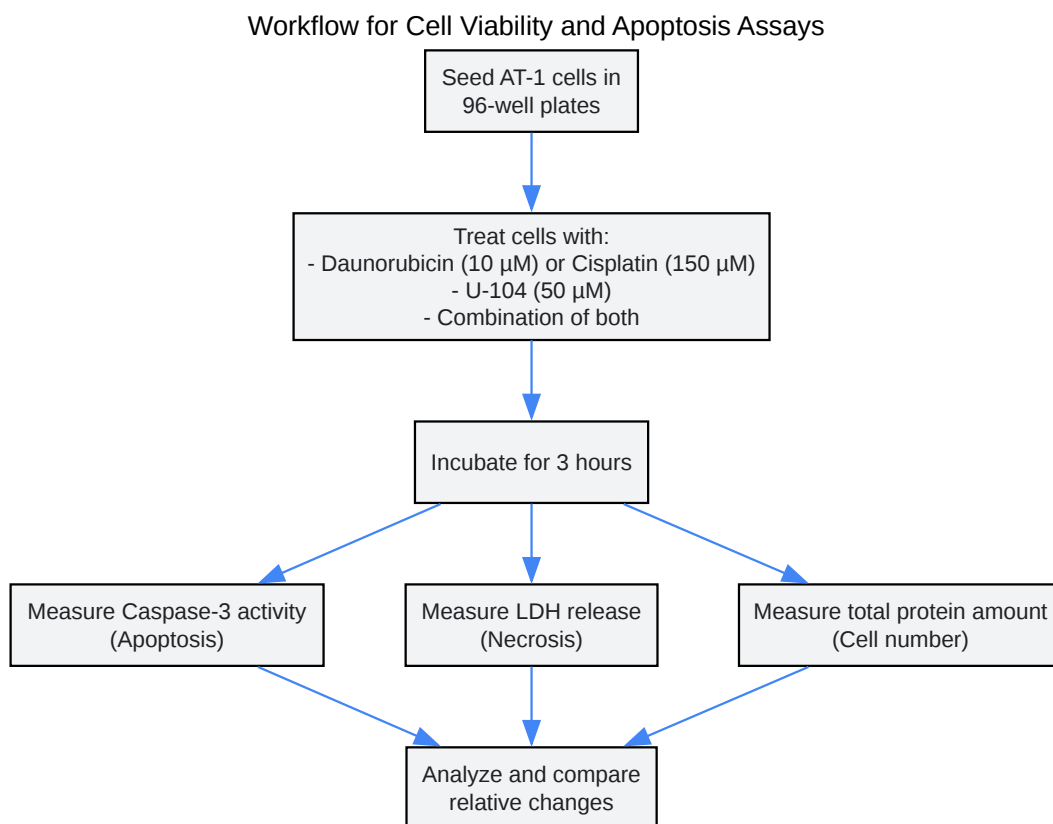 Workflow for Cell Viability and Apoptosis Assays
Seed AT-1 cells in
96-well plates
Treat cells with:
- Daunorubicin (10 µM) or Cisplatin (150 µM)
- U-104 (50 µM)
- Combination of both
Incubate for 3 hours
Measure Caspase-3 activity
(Apoptosis)
Measure LDH release
(Necrosis)
Measure total protein amount
(Cell number)
Analyze and compare
relative changes